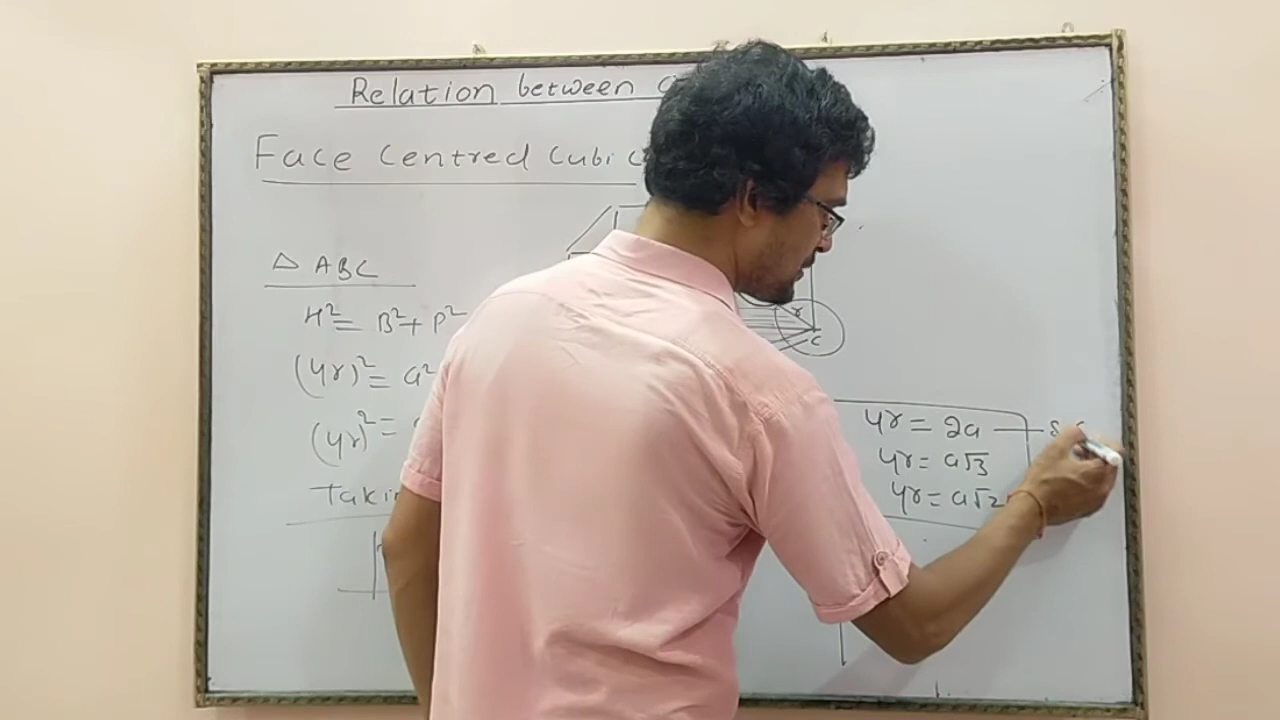 Relation between
Face Centred Cubic
△ ABC
H² = B² + P²
(4r)² = a²
(4r)² =
r
C
4r = 2a
4r = a√3
4r = a√2